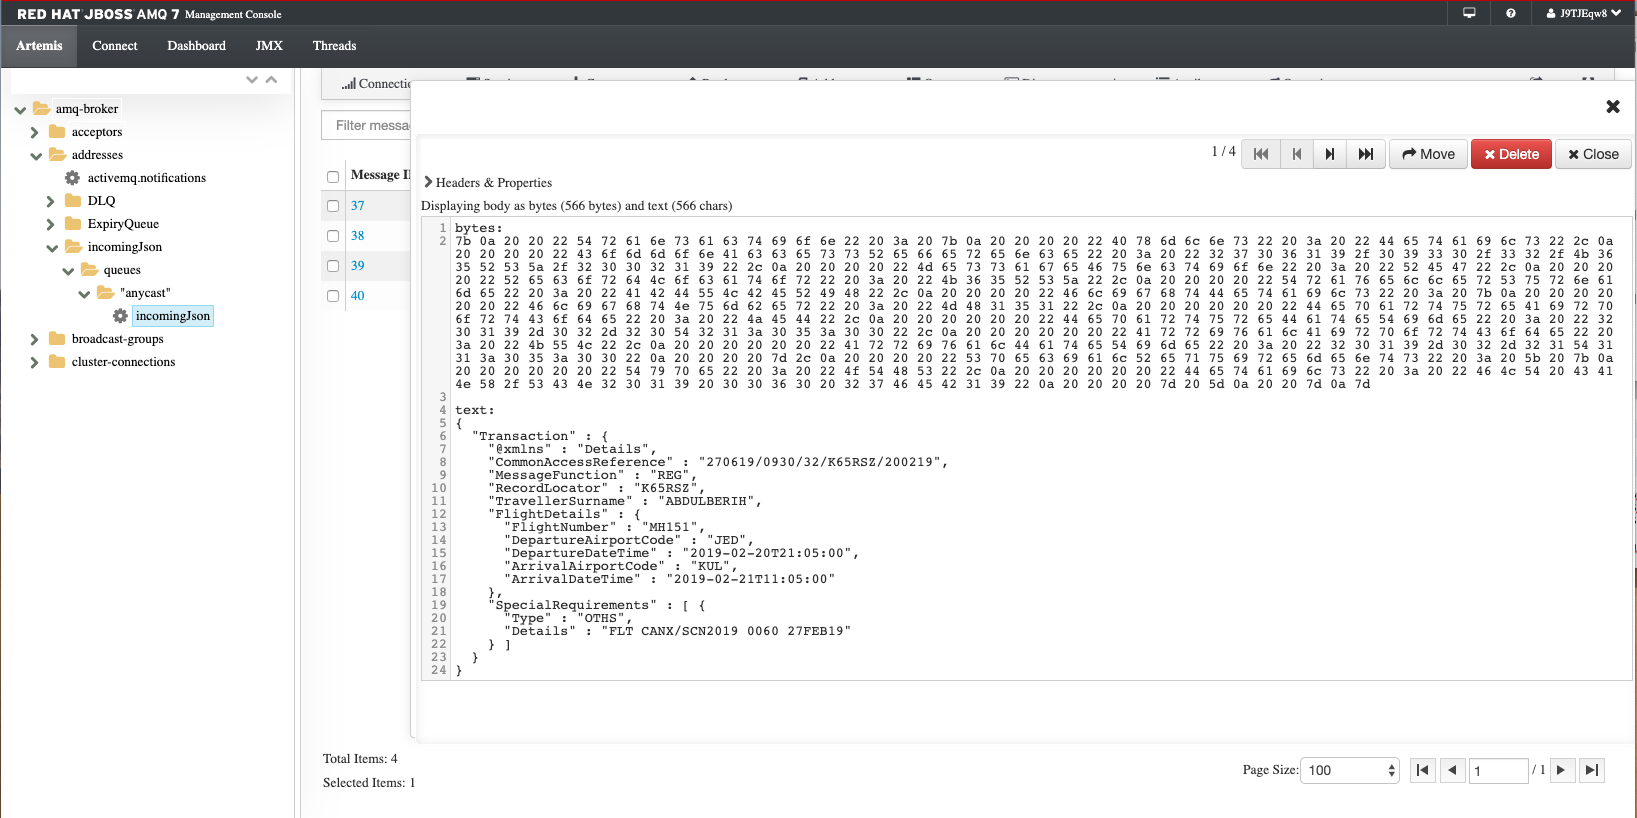 RED HAT JBOSS AMQ 7 Management Console
J9TJEqw8
Artemis Connect Dashboard JMX Threads
amq-broker
acceptors
addresses
activemq.notifications
DLQ
ExpiryQueue
incomingJson
queues
"anycast"
incomingJson
broadcast-groups
cluster-connections
Message
37
38
39
40
1 / 4
Move
Delete
Close
Headers & Properties
Displaying body as bytes (566 bytes) and text (566 chars)
1 bytes:
2 7b 0a 20 20 22 54 72 61 6e 73 61 63 74 69 6f 6e 22 20 3a 20 7b 0a 20 20 20 20 22 40 78 6d 6c 6e 73 22 20 3a 20 22 44 65 74 61 69 6c 73 22 2c 0a
20 20 20 20 22 43 6f 6d 6d 6f 6e 41 63 63 65 73 73 52 65 66 65 72 65 6e 63 65 22 20 3a 20 22 32 37 30 36 31 39 2f 30 39 33 30 2f 33 32 2f 4b 36
35 52 53 5a 2f 32 30 30 32 31 39 22 2c 0a 20 20 20 20 22 4d 65 73 73 61 67 65 46 75 6e 63 74 69 6f 6e 22 20 3a 20 22 52 45 47 22 2c 0a 20 20 20
20 22 52 65 63 6f 72 64 4c 6f 63 61 74 6f 72 22 20 3a 20 22 4b 36 35 52 53 5a 22 2c 0a 20 20 20 20 22 54 72 61 76 65 6c 6c 65 72 53 75 72 6e 61
6d 65 22 20 3a 20 22 41 42 44 55 4c 42 45 52 49 48 22 2c 0a 20 20 20 20 22 46 6c 69 67 68 74 44 65 74 61 69 6c 73 22 20 3a 20 7b 0a 20 20 20 20
20 20 22 46 6c 69 67 68 74 4e 75 6d 62 65 72 22 20 3a 20 22 4d 48 31 35 31 22 2c 0a 20 20 20 20 20 20 22 44 65 70 61 72 74 75 72 65 41 69 72 70
6f 72 74 43 6f 64 65 22 20 3a 20 22 4a 45 44 22 2c 0a 20 20 20 20 20 20 22 44 65 70 61 72 74 75 72 65 44 61 74 65 54 69 6d 65 22 20 3a 20 22 32
30 31 39 2d 30 32 2d 32 30 54 32 31 3a 30 35 3a 30 30 22 2c 0a 20 20 20 20 20 20 22 41 72 72 69 76 61 6c 41 69 72 70 6f 72 74 43 6f 64 65 22 20
3a 20 22 4b 55 4c 22 2c 0a 20 20 20 20 20 20 22 41 72 72 69 76 61 6c 44 61 74 65 54 69 6d 65 22 20 3a 20 22 32 30 31 39 2d 30 32 2d 32 31 54 31
31 3a 30 35 3a 30 30 22 0a 20 20 20 20 7d 2c 0a 20 20 20 20 22 53 70 65 63 69 61 6c 52 65 71 75 69 72 65 6d 65 6e 74 73 22 20 3a 20 5b 20 7b 0a
20 20 20 20 20 20 22 54 79 70 65 22 20 3a 20 22 4f 54 48 53 22 2c 0a 20 20 20 20 20 20 22 44 65 74 61 69 6c 73 22 20 3a 20 22 46 4c 54 20 43 41
4e 58 2f 53 43 4e 32 30 31 39 20 30 30 36 30 20 32 37 46 45 42 31 39 22 0a 20 20 20 20 7d 20 5d 0a 20 20 7d 0a 7d
3
4 text:
5 {
6 "Transaction" : {
7 "@xmlns" : "Details",
8 "CommonAccessReference" : "270619/0930/32/K65RSZ/200219",
9 "MessageFunction" : "REG",
10 "RecordLocator" : "K65RSZ",
11 "TravellerSurname" : "ABDULBERIH",
12 "FlightDetails" : {
13 "FlightNumber" : "MH151",
14 "DepartureAirportCode" : "JED",
15 "DepartureDateTime" : "2019-02-20T21:05:00",
16 "ArrivalAirportCode" : "KUL",
17 "ArrivalDateTime" : "2019-02-21T11:05:00"
18 },
19 "SpecialRequirements" : [ {
20 "Type" : "OTHS",
21 "Details" : "FLT CANX/SCN2019 0060 27FEB19"
22 } ]
23 }
24 }
Total Items: 4
Selected Items: 1
Page Size: 100
1 / 1